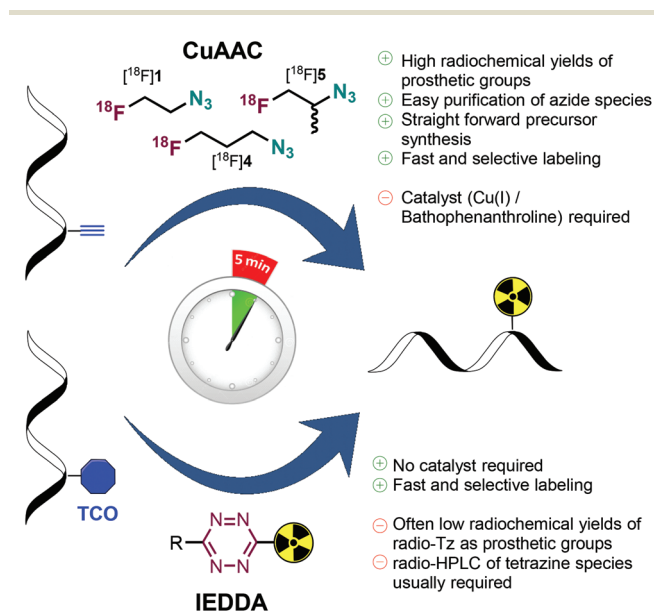 CuAAC
[¹⁸F]1
¹⁸F
N₃
[¹⁸F]5
¹⁸F
N₃
¹⁸F
N₃
[¹⁸F]4
⊕ High radiochemical yields of
prosthetic groups
⊕ Easy purification of azide species
⊕ Straight forward precursor
synthesis
⊕ Fast and selective labeling
⊖ Catalyst (Cu(I) /
Bathophenanthroline) required
5 min
TCO
⊕ No catalyst required
⊕ Fast and selective labeling
⊖ Often low radiochemical yields of
radio-Tz as prosthetic groups
⊖ radio-HPLC of tetrazine species
usually required
N=N
R
N–N
IEDDA